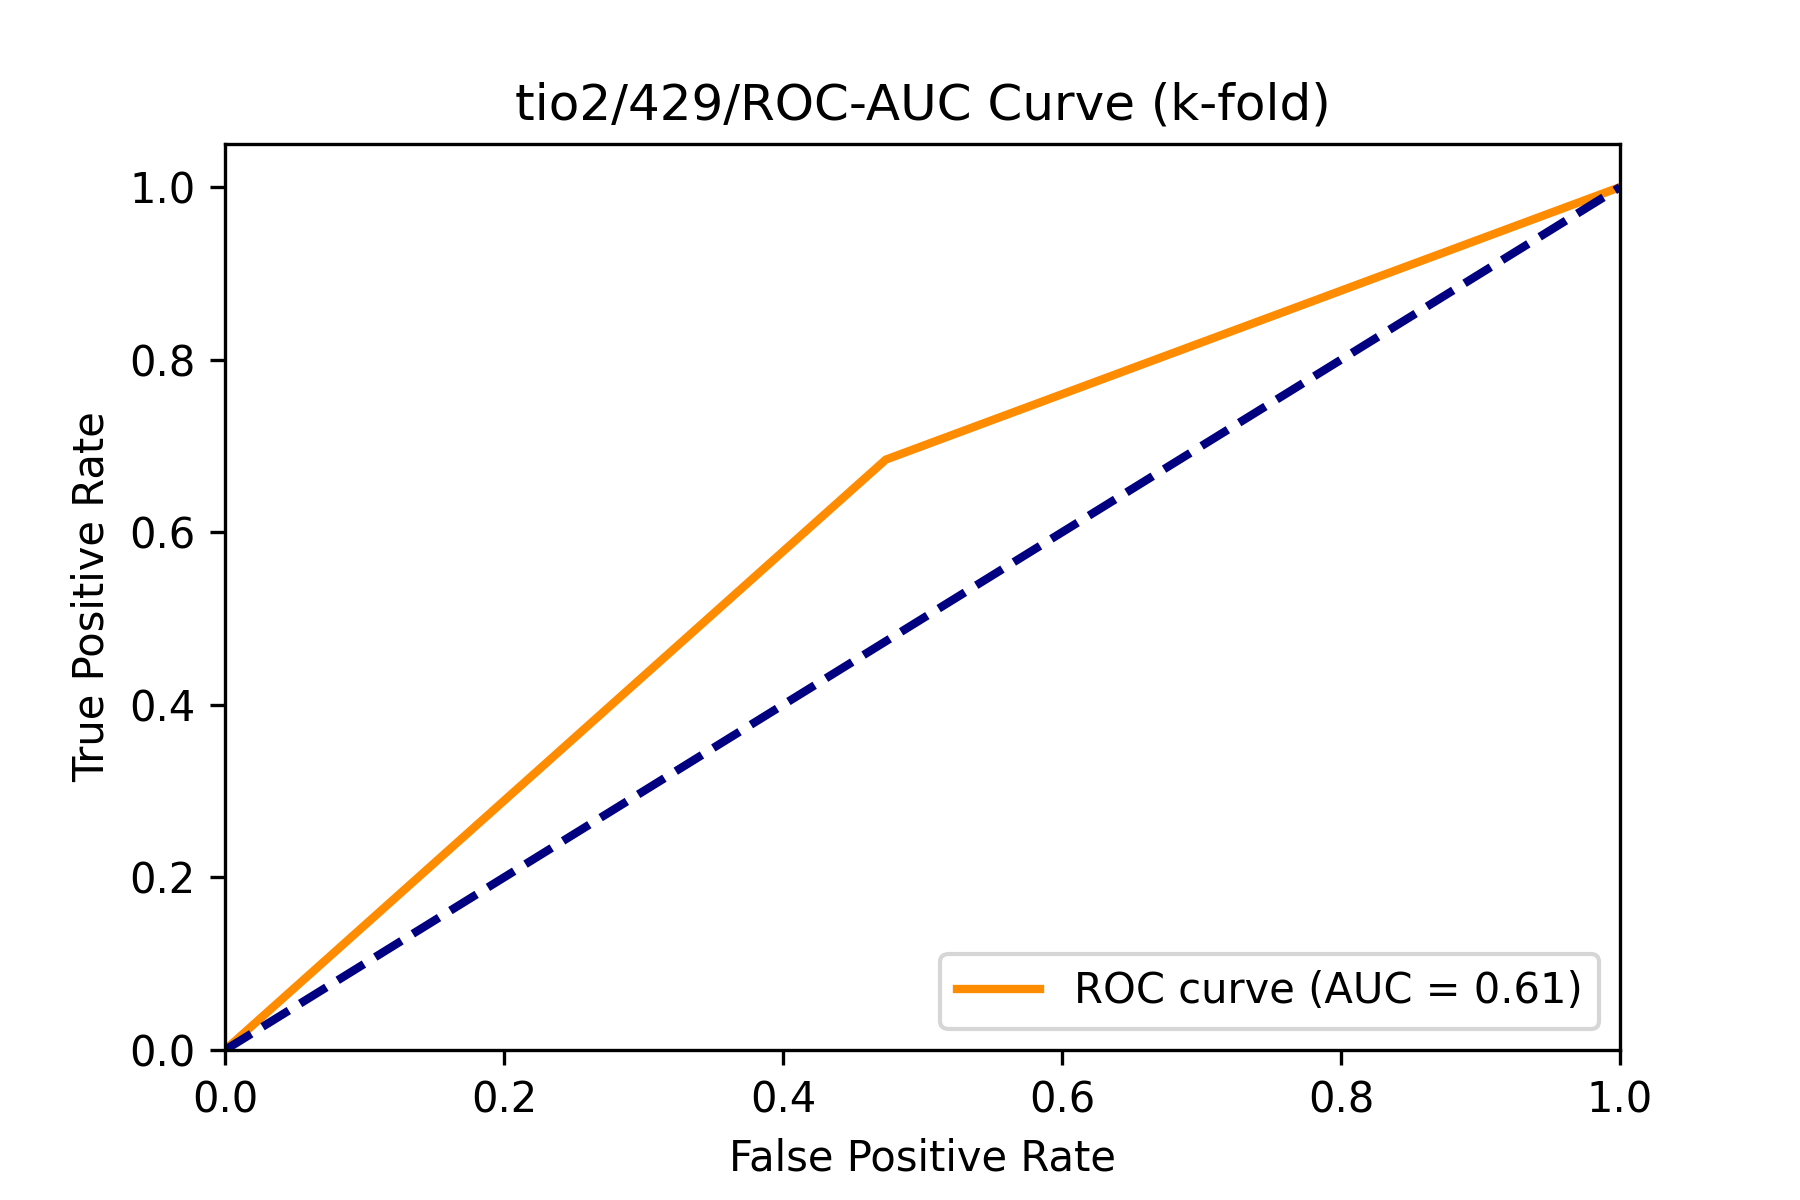 tio2/429/ROC-AUC Curve (k-fold)
True Positive Rate
1.0
0.8
0.6
0.4
0.2
0.0
ROC curve (AUC = 0.61)
0.0 0.2 0.4 0.6 0.8 1.0
False Positive Rate